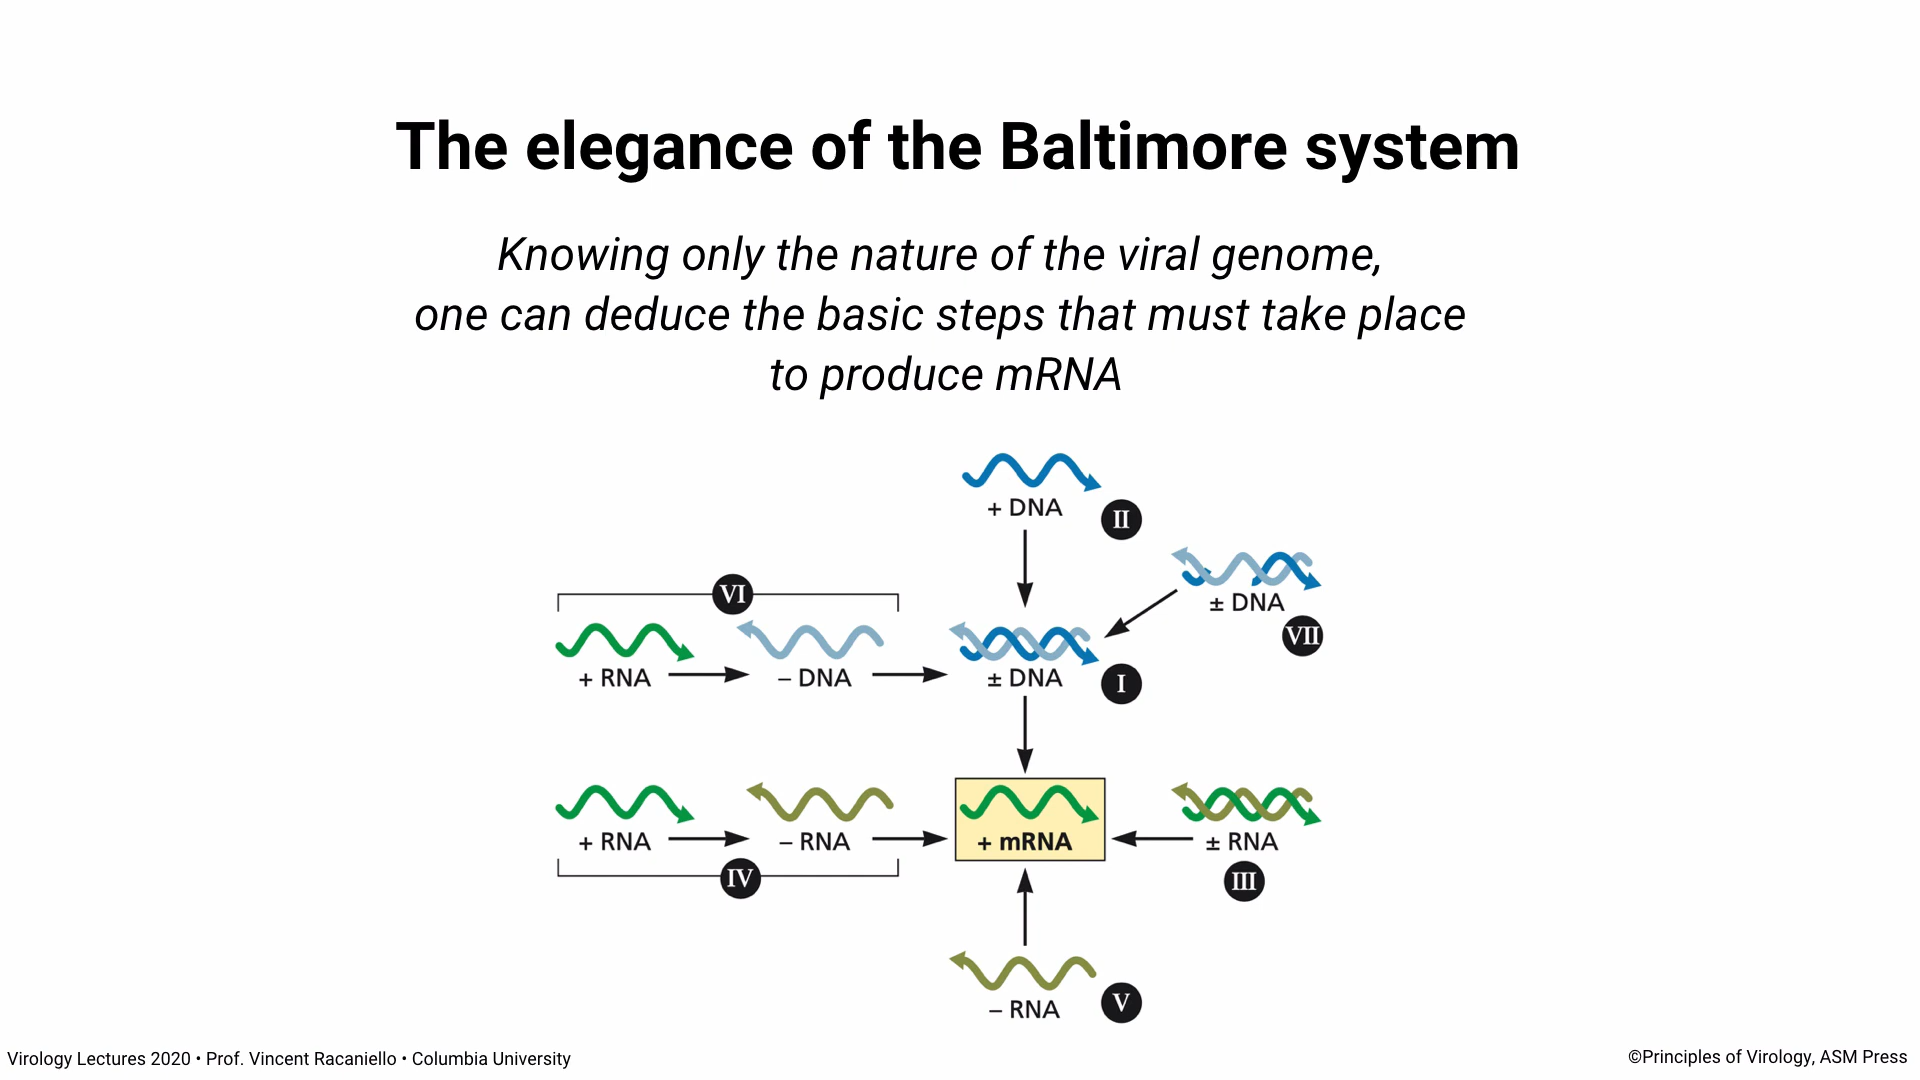 The elegance of the Baltimore system
Knowing only the nature of the viral genome,
one can deduce the basic steps that must take place
to produce mRNA
+ DNA
II
± DNA
VII
VI
+ RNA
– DNA
± DNA
I
+ RNA
– RNA
+ mRNA
± RNA
IV
III
– RNA
V
Virology Lectures 2020 • Prof. Vincent Racaniello • Columbia University
©Principles of Virology, ASM Press